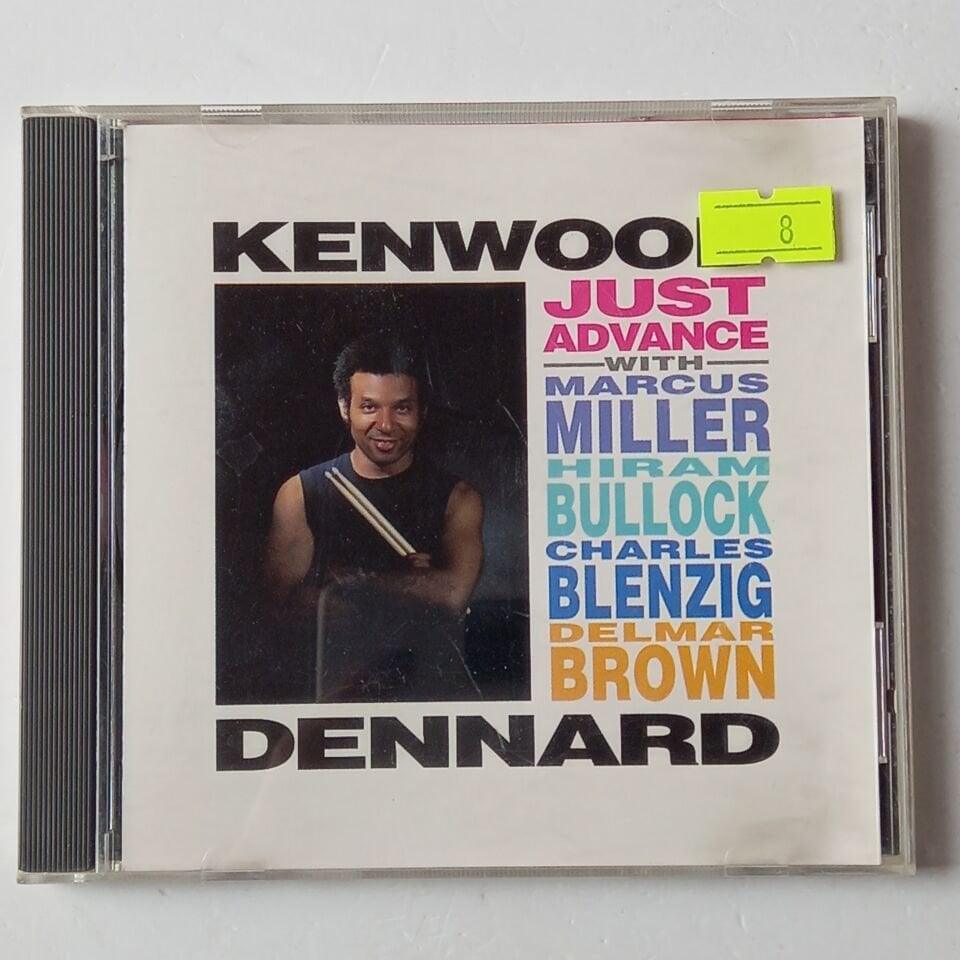 KENWOO
8
JUST
ADVANCE
WITH
MARCUS
MILLER
HIRAM
BULLOCK
CHARLES
BLENZIG
DELMAR
BROWN
DENNARD